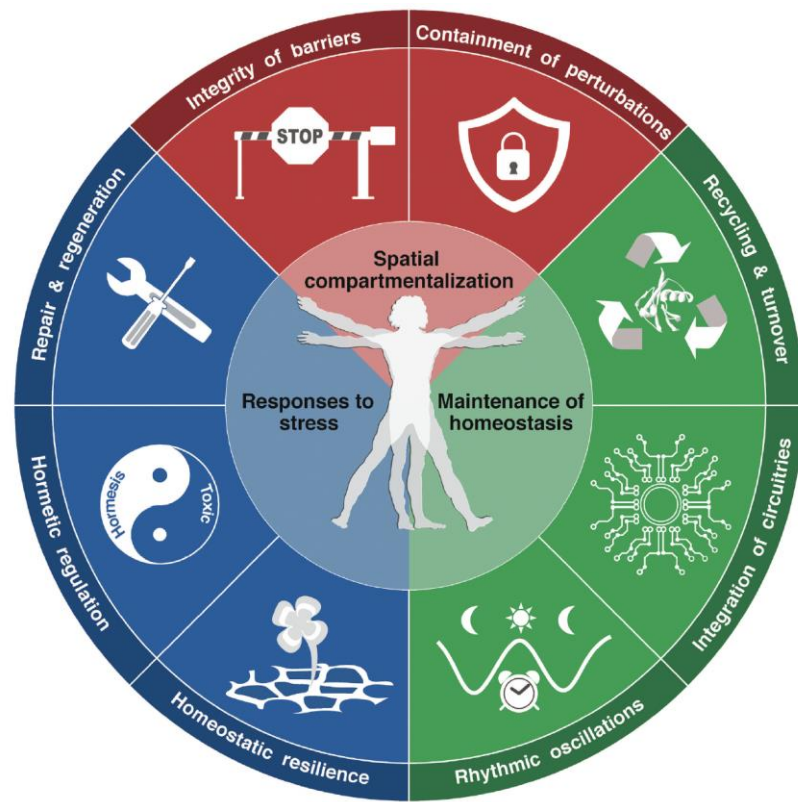 Integrity of barriers
Containment of perturbations
STOP
Repair & regeneration
Recycling & turnover
Spatial
compartmentalization
Responses to
stress
Maintenance of
homeostasis
Hormetic regulation
Hormesis
Toxic
Integration of circuitries
Homeostatic resilience
Rhythmic oscillations